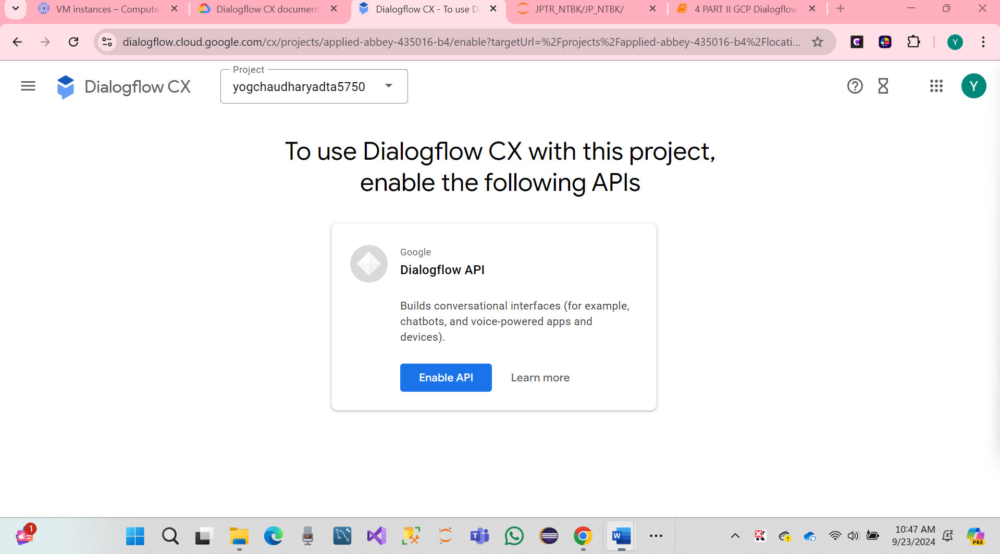 VM instances – Compute
Dialogflow CX document
Dialogflow CX - To use D
JPTR_NTBK/JP_NTBK/
4 PART II GCP Dialogflow
dialogflow.cloud.google.com/cx/projects/applied-abbey-435016-b4/enable?targetUrl=%2Fprojects%2Fapplied-abbey-435016-b4%2Flocati...
Y
Dialogflow CX
Project
yogchaudharyadta5750
Y
To use Dialogflow CX with this project,
enable the following APIs
Google
Dialogflow API
Builds conversational interfaces (for example,
chatbots, and voice-powered apps and
devices).
Enable API
Learn more
1
10:47 AM
9/23/2024
PRE